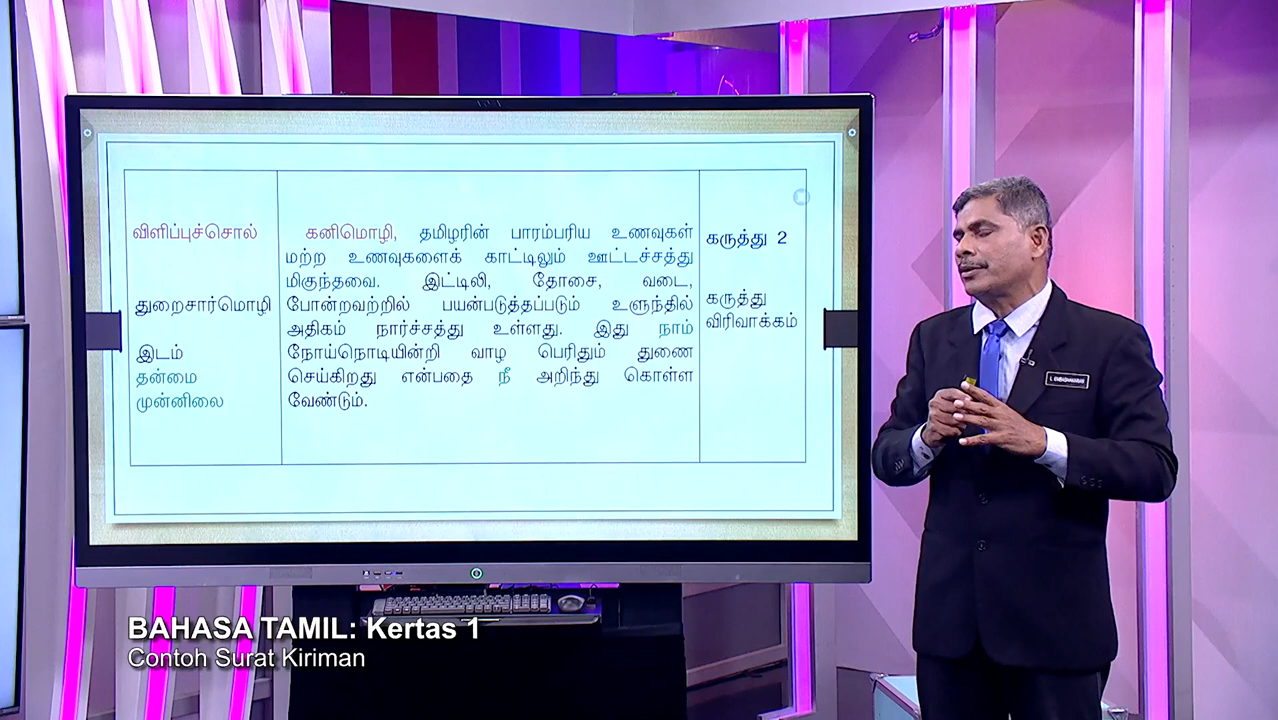 விளிப்புச்சொல்
துறைசார்மொழி
இடம்
தன்மை
முன்னிலை
கனிமொழி, தமிழரின் பாரம்பரிய உணவுகள்
மற்ற உணவுகளைக் காட்டிலும் ஊட்டச்சத்து
மிகுந்தவை. இட்டிலி, தோசை, வடை,
போன்றவற்றில் பயன்படுத்தப்படும் உளுந்தில்
அதிகம் நார்ச்சத்து உள்ளது. இது நாம்
நோய்நொடியின்றி வாழ பெரிதும் துணை
செய்கிறது என்பதை நீ அறிந்து கொள்ள
வேண்டும்.
கருத்து 2
கருத்து
விரிவாக்கம்
BAHASA TAMIL: Kertas 1
Contoh Surat Kiriman